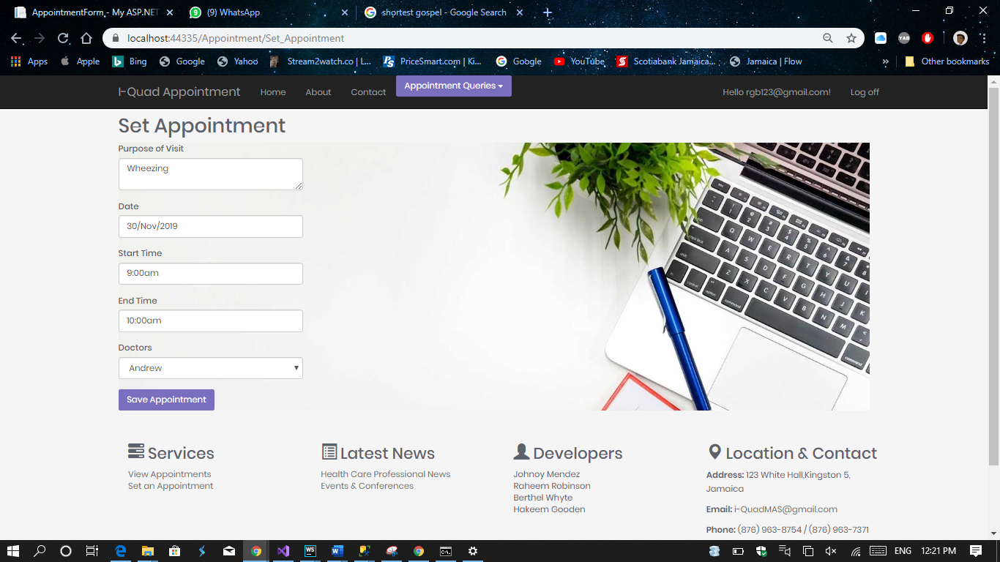 AppointmentForm - My ASP.NET
(9) WhatsApp
shortest gospel - Google Search
localhost:44335/Appointment/Set_Appointment
Apps
Apple
Bing
Google
Yahoo
Stream2watch.co | L...
PriceSmart.com | Ki...
Google
YouTube
Scotiabank Jamaica...
Jamaica | Flow
»
Other bookmarks
I-Quad Appointment
Home
About
Contact
Appointment Queries
Hello rgb123@gmail.com!
Log off
Set Appointment
Purpose of Visit
Wheezing
Date
30/Nov/2019
Start Time
9:00am
End Time
10:00am
Doctors
Andrew
Save Appointment
Services
View Appointments
Set an Appointment
Latest News
Health Care Professional News
Events & Conferences
Developers
Johnoy Mendez
Raheem Robinson
Berthel Whyte
Hakeem Gooden
Location & Contact
Address: 123 White Hall,Kingston 5,
Jamaica
Email: i-QuadMAS@gmail.com
Phone: (876) 963-8754 / (876) 963-7371
ENG
12:21 PM